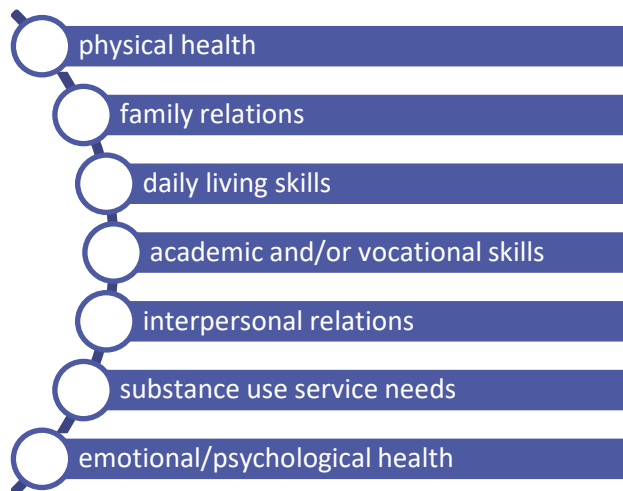 physical health
family relations
daily living skills
academic and/or vocational skills
interpersonal relations
substance use service needs
emotional/psychological health